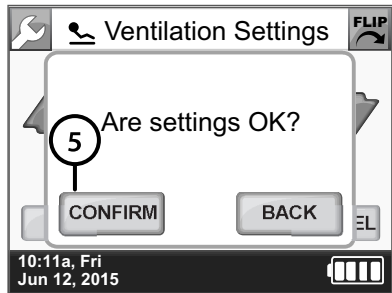 Ventilation Settings
FLIP
Are settings OK?
5
CONFIRM
BACK
EL
10:11a, Fri
Jun 12, 2015